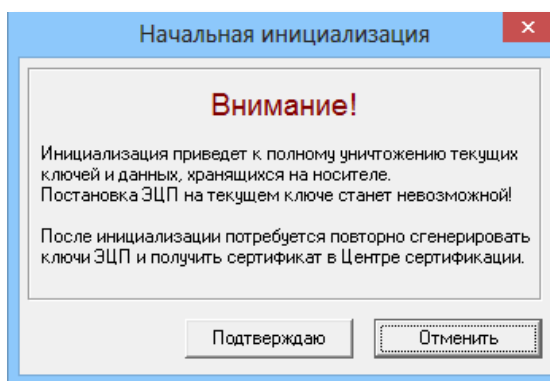 Начальная инициализация
Внимание!
Инициализация приведет к полному уничтожению текущих
ключей и данных, хранящихся на носителе.
Постановка ЭЦП на текущем ключе станет невозможной!
После инициализации потребуется повторно сгенерировать
ключи ЭЦП и получить сертификат в Центре сертификации.
Подтверждаю
Отменить